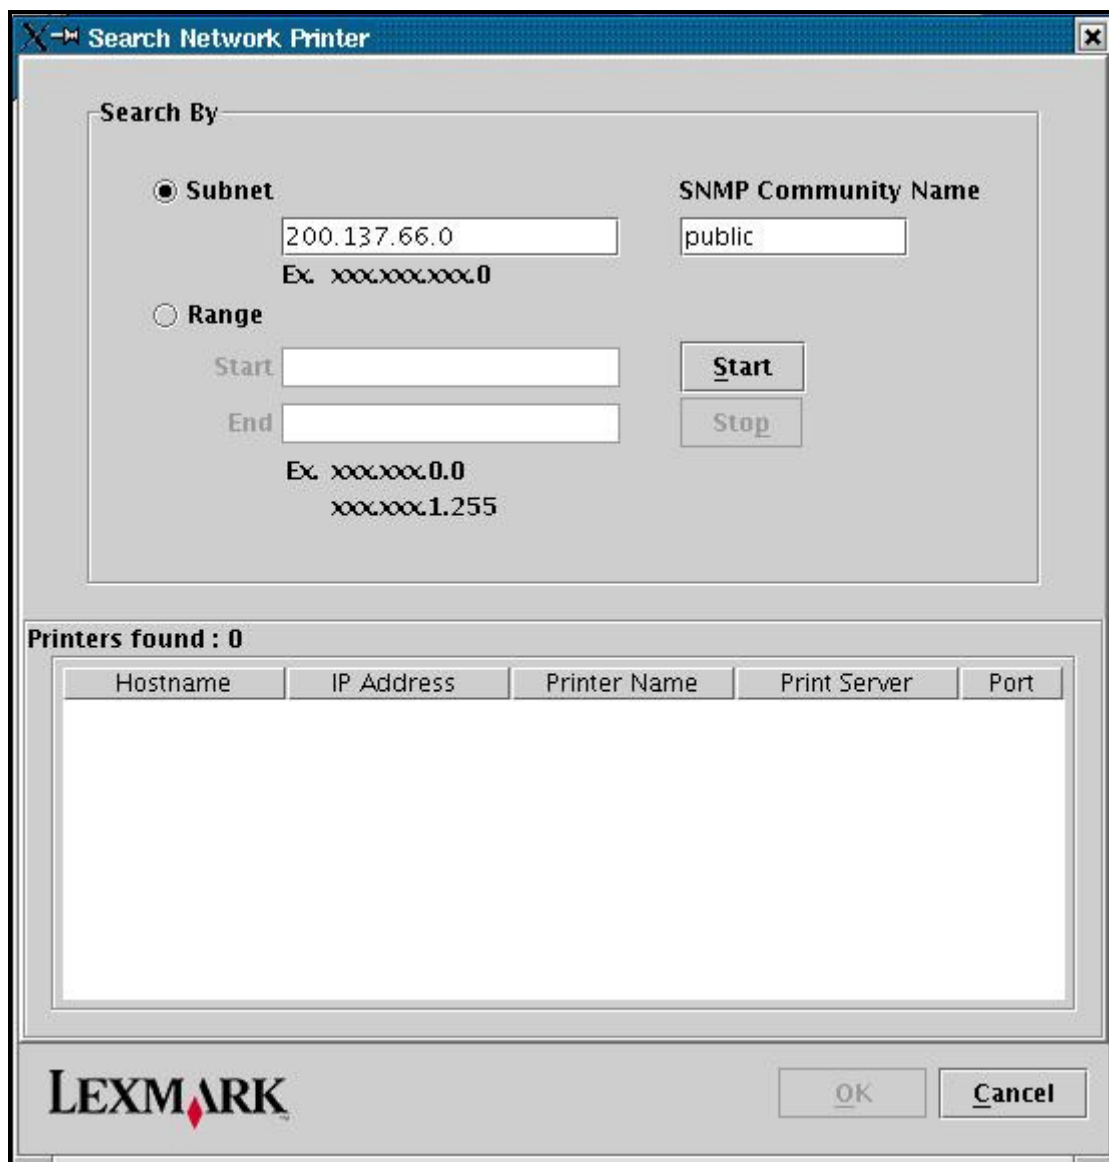 Search Network Printer
Search By
Subnet
SNMP Community Name
200.137.66.0
public
Ex. xxx.xxx.xxx.0
Range
Start
Start
End
Stop
Ex. xxx.xxx.0.0
xxx.xxx.1.255
Printers found : 0
Hostname IP Address Printer Name Print Server Port
LEXMARK
OK
Cancel